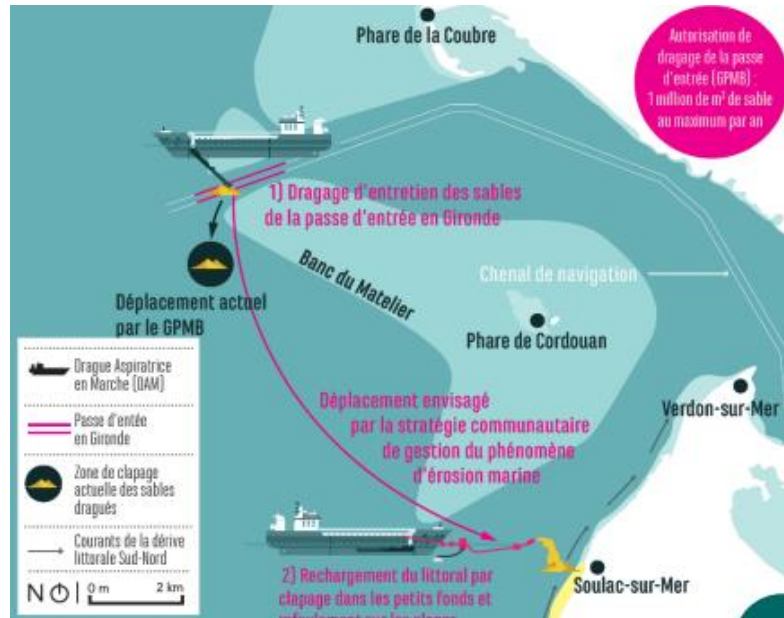 Phare de la Coubre
Autorisation de
dragage de la passe
d'entrée (GPMB) :
1 million de m³ de sable
au maximum par an
1) Dragage d'entretien des sables
de la passe d'entrée en Gironde
Banc du Matelier
Chenal de navigation
Déplacement actuel
par le GPMB
Phare de Cordouan
Verdon-sur-Mer
Déplacement envisagé
par la stratégie communautaire
de gestion du phénomène
d'érosion marine
Drague Aspiratrice
en Marche (DAM)
Passe d'entée
en Gironde
Zone de clapage
actuelle des sables
dragués
Courants de la dérive
littorale Sud-Nord
N 0 m 2 km
Soulac-sur-Mer
2) Rechargement du littoral par
clapage dans les petits fonds et